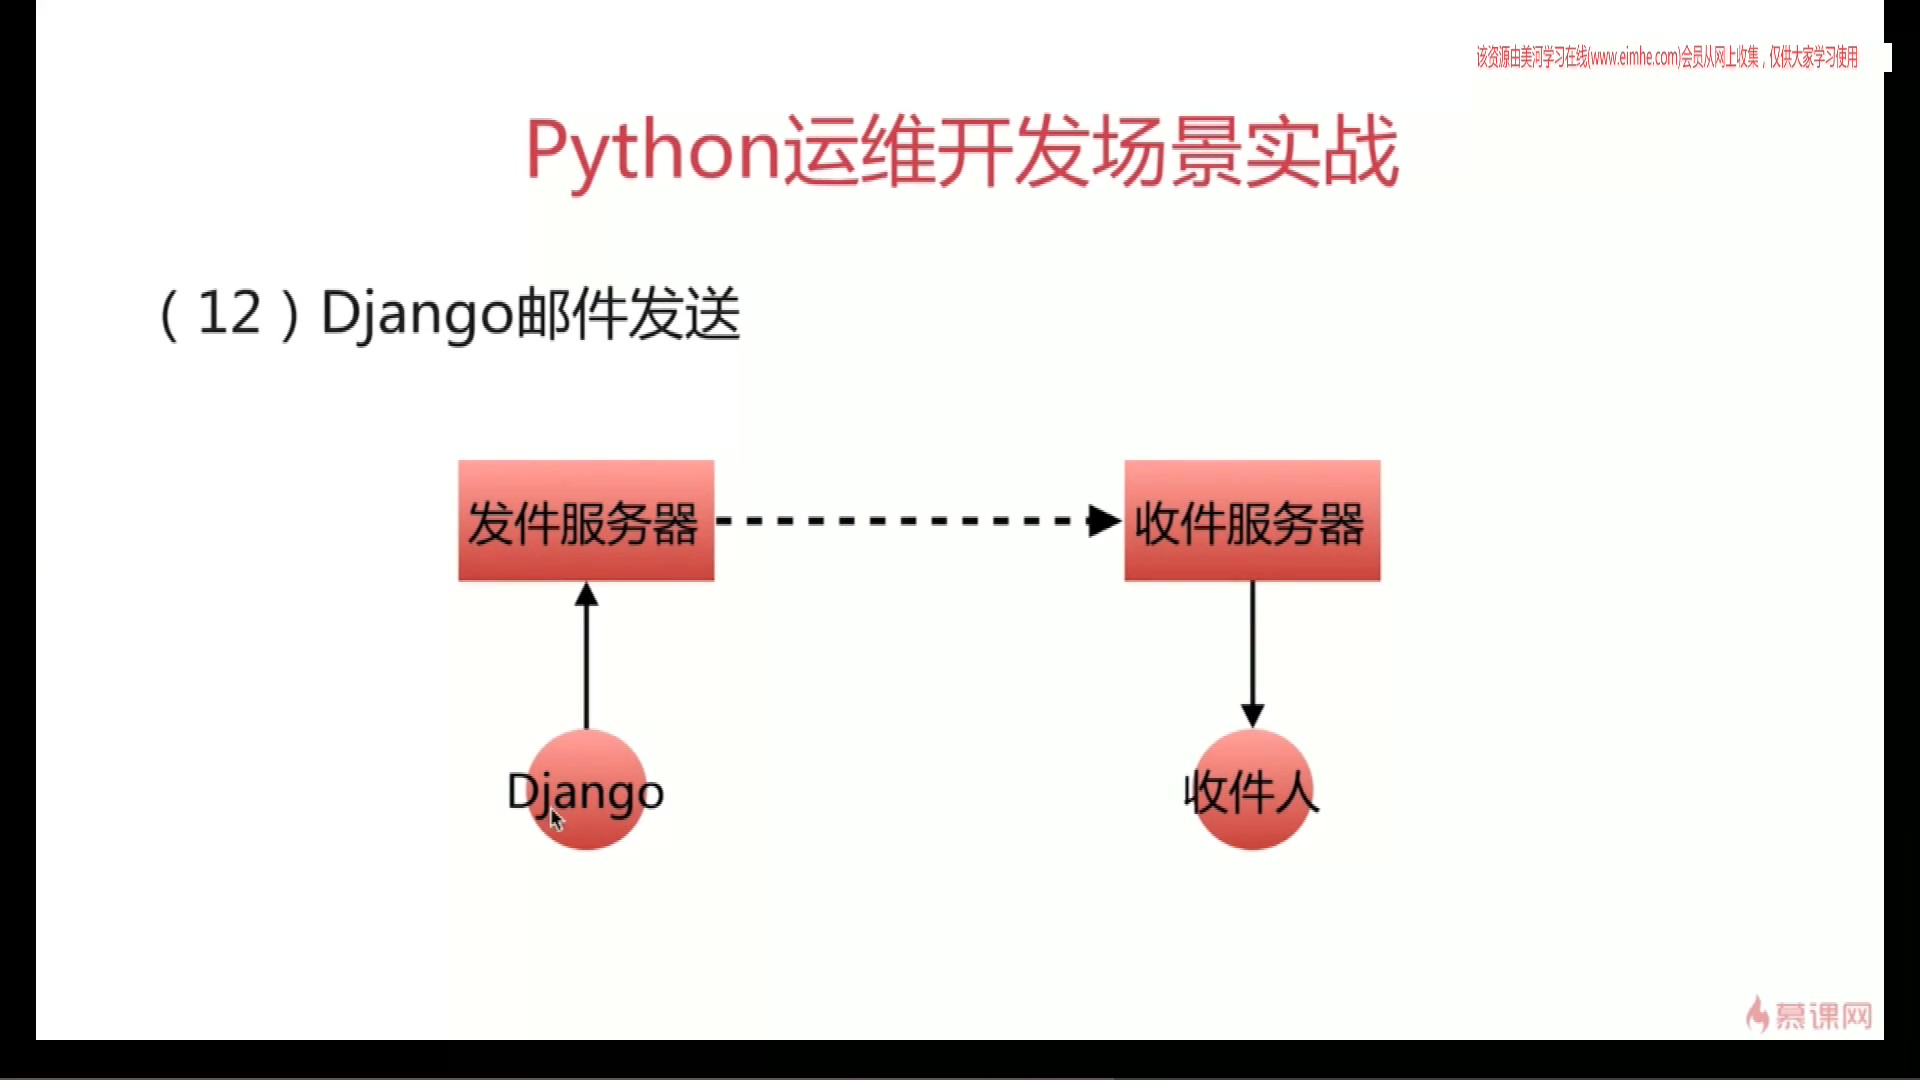 该资源由美河学习在线(www.eimhe.com)会员从网上收集，仅供大家学习使用
Python运维开发场景实战
（12）Django邮件发送
发件服务器
收件服务器
Django
收件人
慕课网